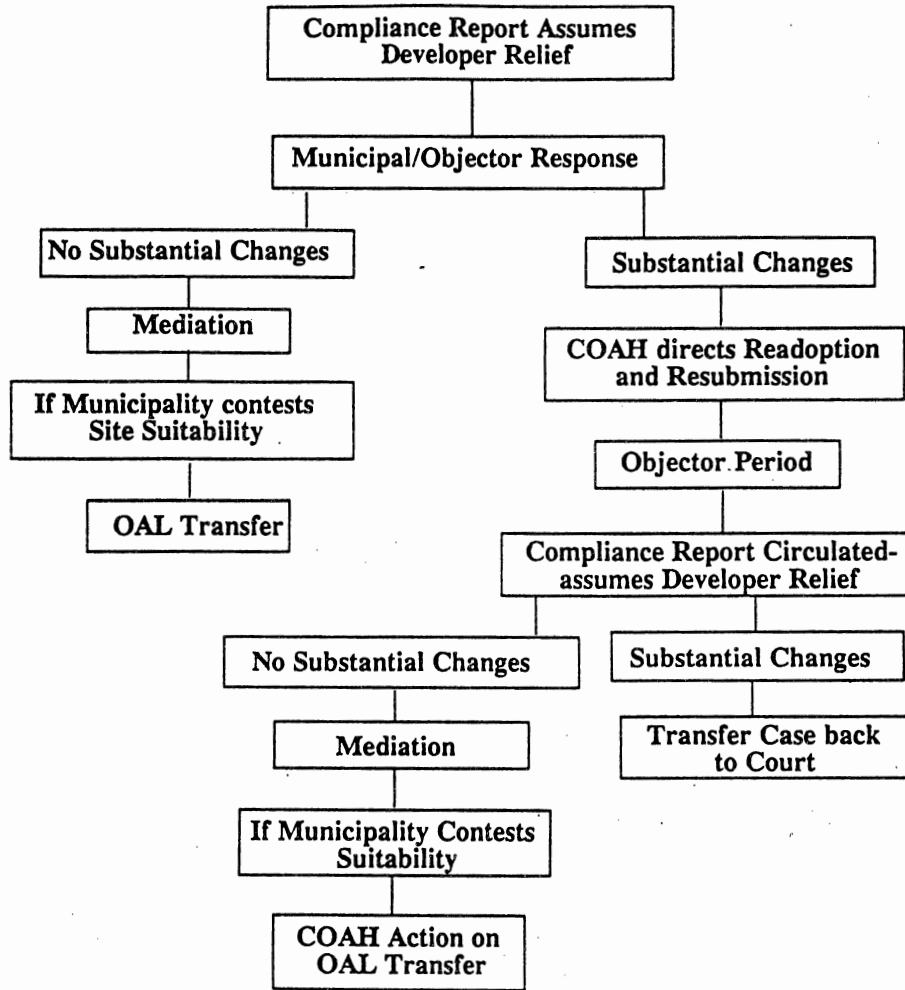 Compliance Report Assumes
Developer Relief
Municipal/Objector Response
No Substantial Changes
Mediation
If Municipality contests
Site Suitability
OAL Transfer
Substantial Changes
COAH directs Readoption
and Resubmission
Objector Period
Compliance Report Circulated-
assumes Developer Relief
No Substantial Changes
Mediation
If Municipality Contests
Suitability
COAH Action on
OAL Transfer
Substantial Changes
Transfer Case back
to Court